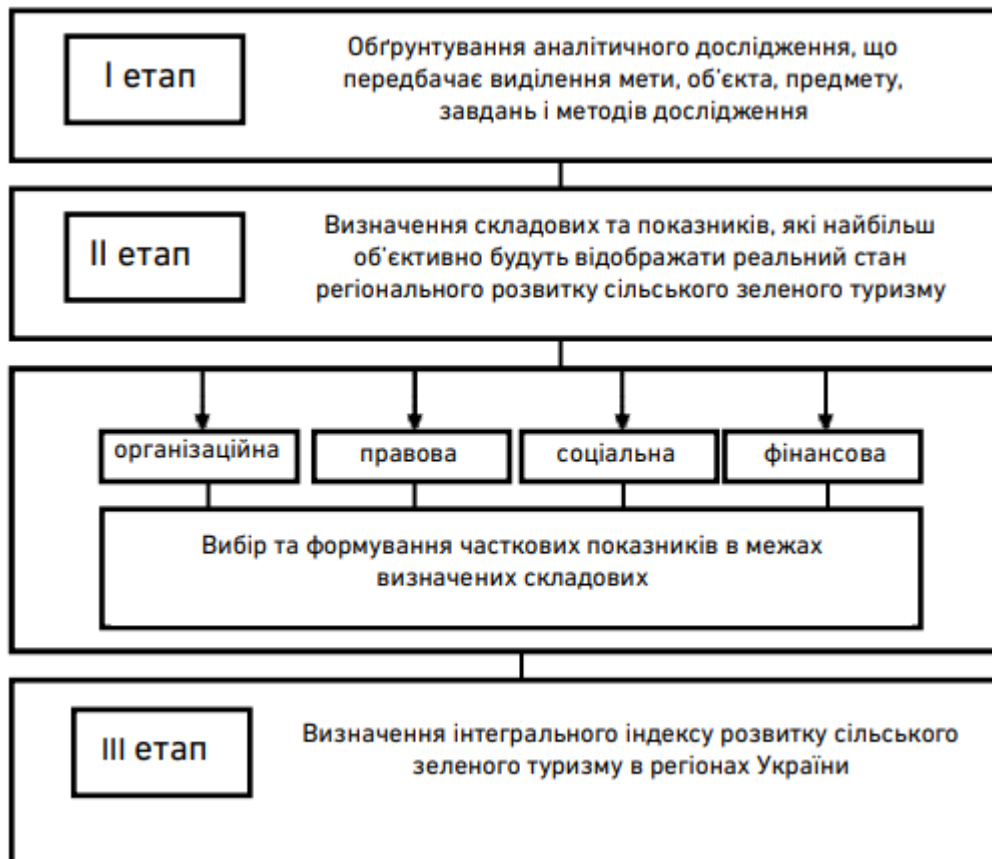 І етап
Обґрунтування аналітичного дослідження, що
передбачає виділення мети, об'єкта, предмету,
завдань і методів дослідження
ІІ етап
Визначення складових та показників, які найбільш
об'єктивно будуть відображати реальний стан
регіонального розвитку сільського зеленого туризму
організаційна
правова
соціальна
фінансова
Вибір та формування часткових показників в межах
визначених складових
ІІІ етап
Визначення інтегрального індексу розвитку сільського
зеленого туризму в регіонах України